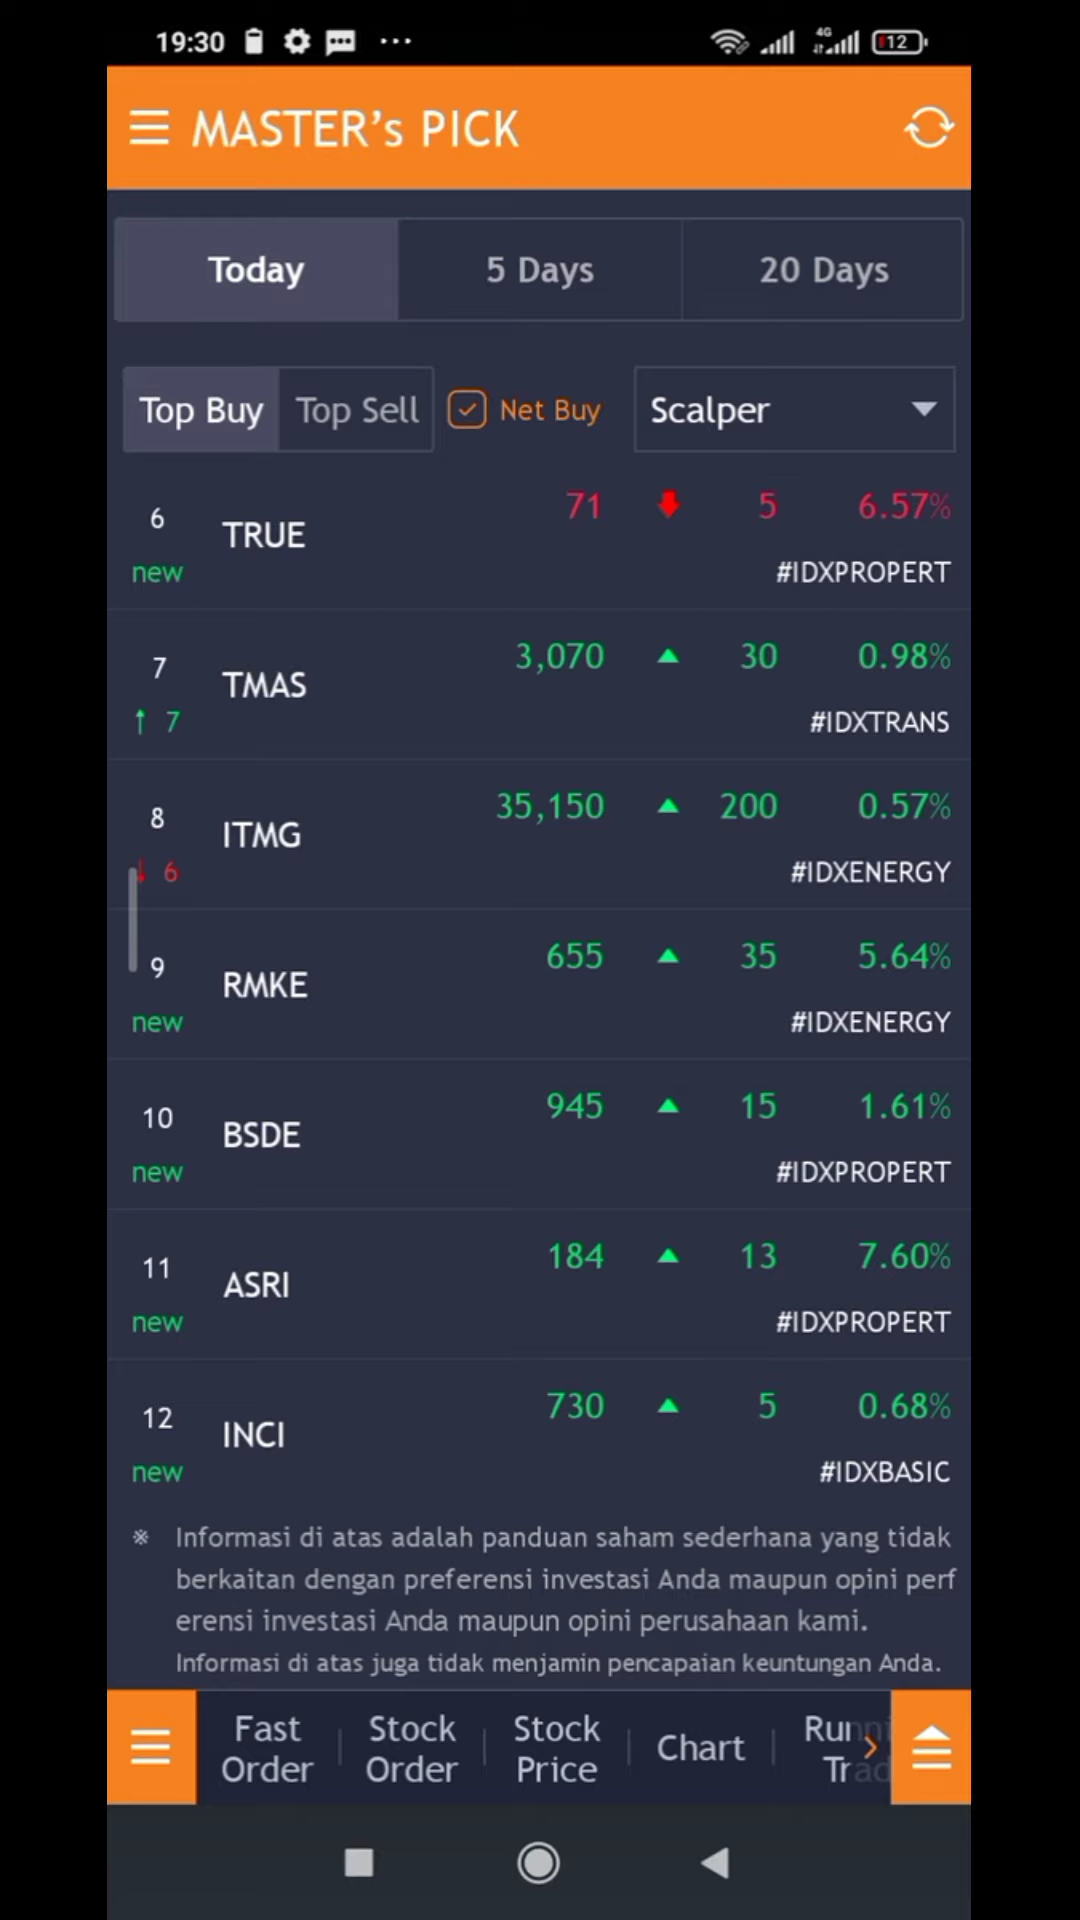 19:30 4G 12
MASTER’s PICK
Today 5 Days 20 Days
Top Buy Top Sell Net Buy Scalper
6 TRUE 71 5 6.57%
new #IDXPROPERT
7 TMAS 3,070 30 0.98%
↑ 7 #IDXTRANS
8 ITMG 35,150 200 0.57%
↓ 6 #IDXENERGY
9 RMKE 655 35 5.64%
new #IDXENERGY
10 BSDE 945 15 1.61%
new #IDXPROPERT
11 ASRI 184 13 7.60%
new #IDXPROPERT
12 INCI 730 5 0.68%
new #IDXBASIC
※ Informasi di atas adalah panduan saham sederhana yang tidak
berkaitan dengan preferensi investasi Anda maupun opini perf
erensi investasi Anda maupun opini perusahaan kami.
Informasi di atas juga tidak menjamin pencapaian keuntungan Anda.
Fast Stock Stock Chart Runni
Order Order Price Trad